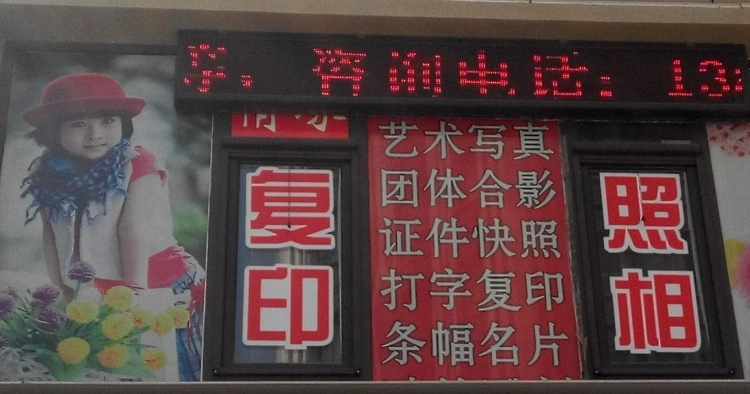 咨询电话：13
复印
艺术写真
团体合影
证件快照
打字复印
条幅名片
照相